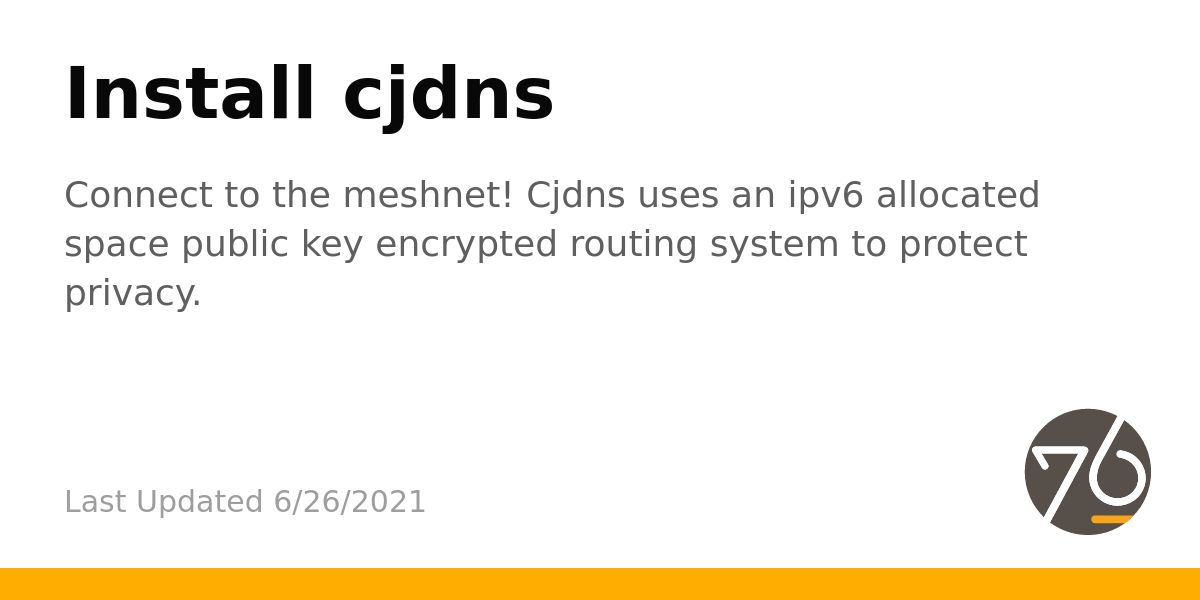 Install cjdns
Connect to the meshnet! Cjdns uses an ipv6 allocated
space public key encrypted routing system to protect
privacy.
Last Updated 6/26/2021
76